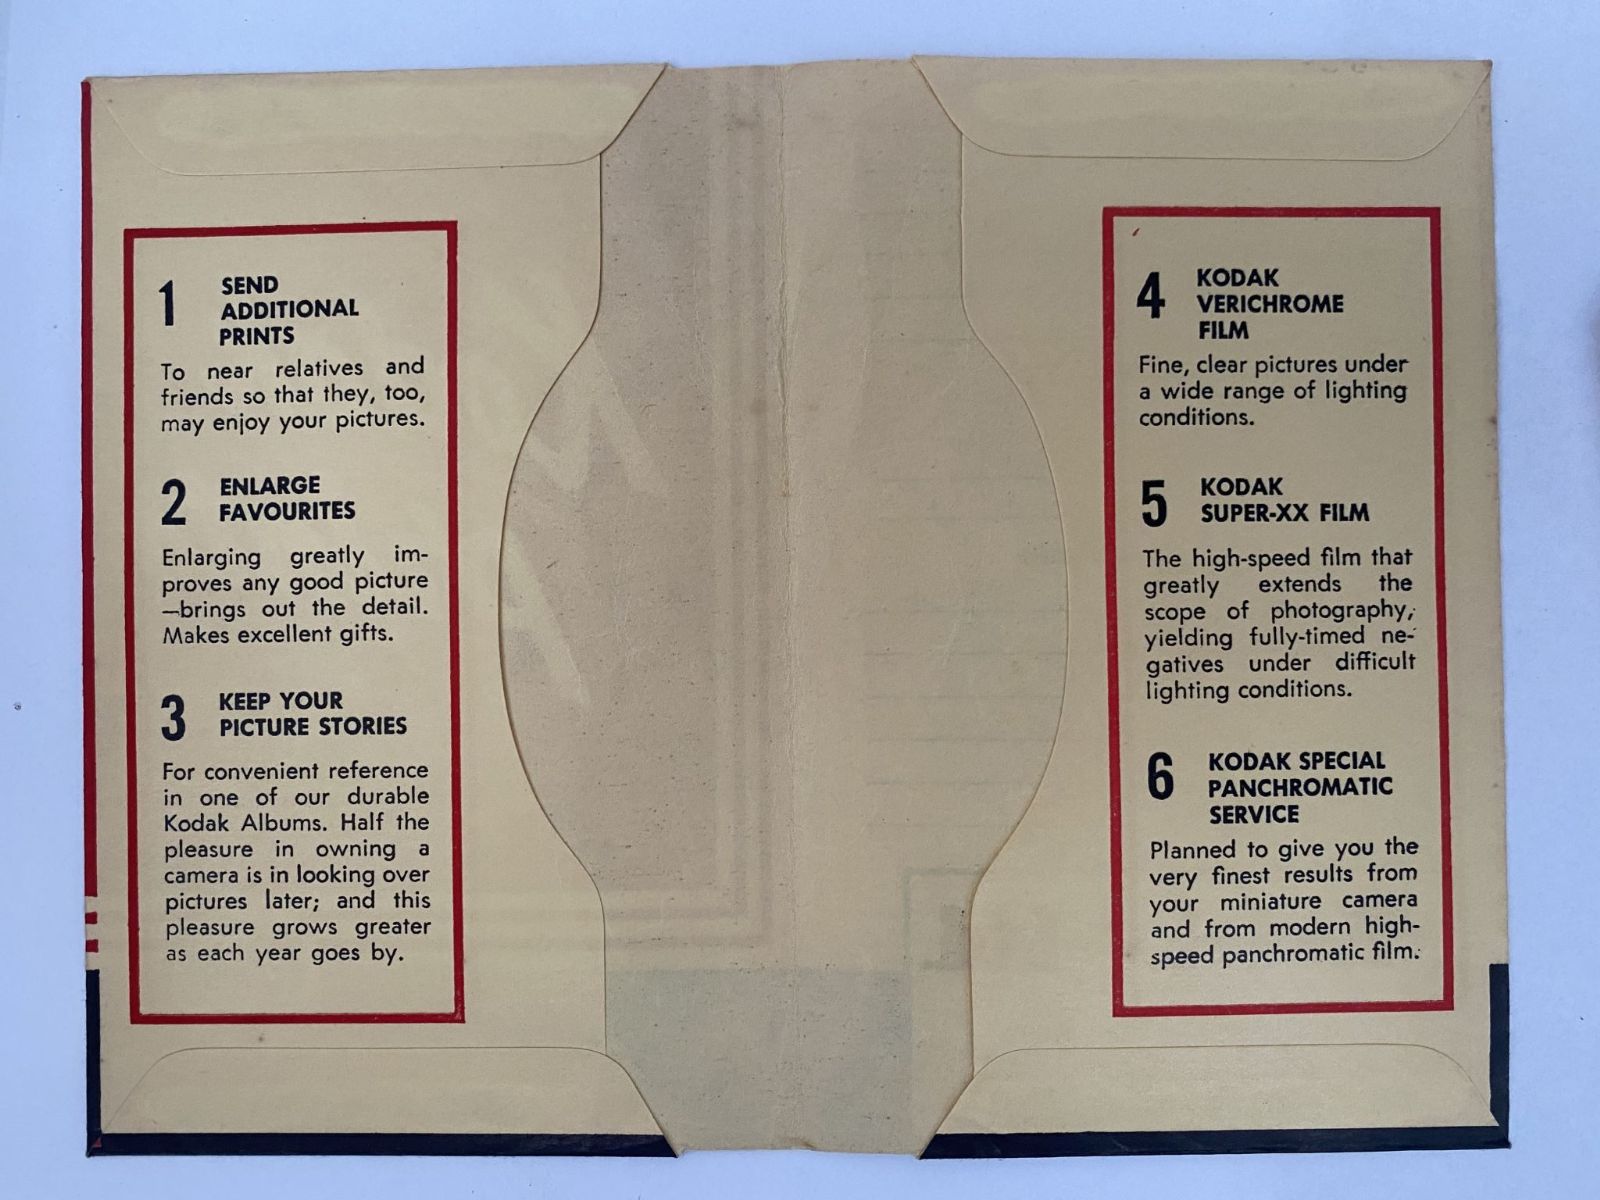 1 SEND
ADDITIONAL
PRINTS
To near relatives and
friends so that they, too,
may enjoy your pictures.
2 ENLARGE
FAVOURITES
Enlarging greatly im-
proves any good picture
—brings out the detail.
Makes excellent gifts.
3 KEEP YOUR
PICTURE STORIES
For convenient reference
in one of our durable
Kodak Albums. Half the
pleasure in owning a
camera is in looking over
pictures later; and this
pleasure grows greater
as each year goes by.
4 KODAK
VERICHROME
FILM
Fine, clear pictures under
a wide range of lighting
conditions.
5 KODAK
SUPER-XX FILM
The high-speed film that
greatly extends the
scope of photography,
yielding fully-timed ne-
gatives under difficult
lighting conditions.
6 KODAK SPECIAL
PANCHROMATIC
SERVICE
Planned to give you the
very finest results from
your miniature camera
and from modern high-
speed panchromatic film.